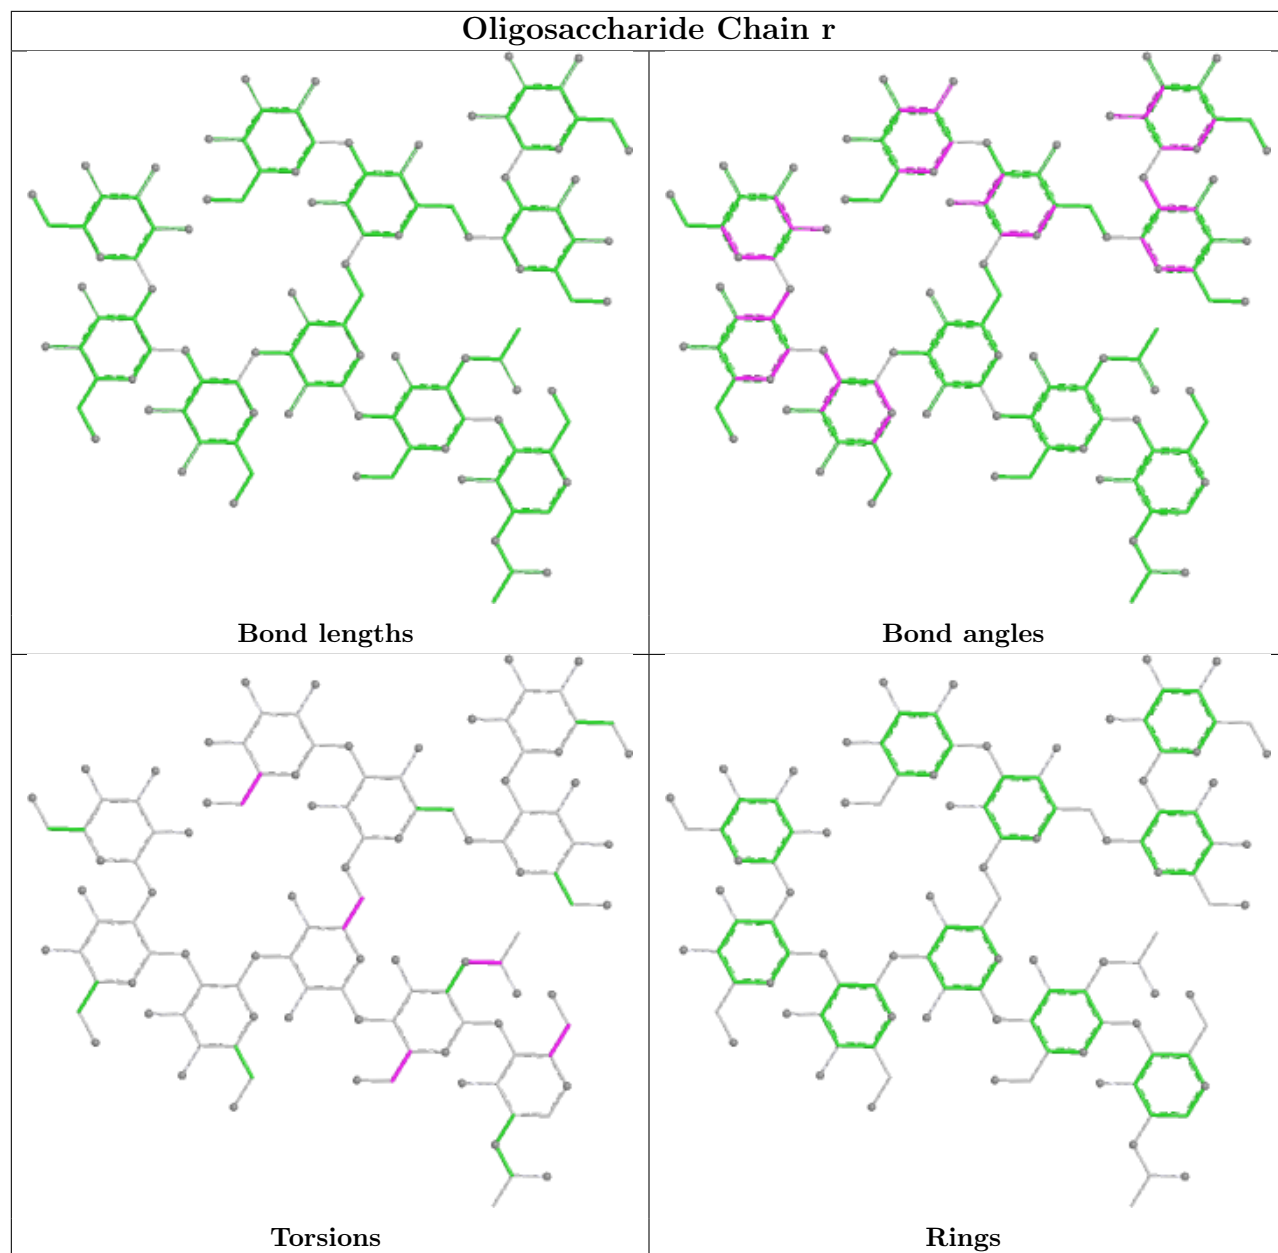 Oligosaccharide Chain r
Bond lengths
Bond angles
Torsions
Rings